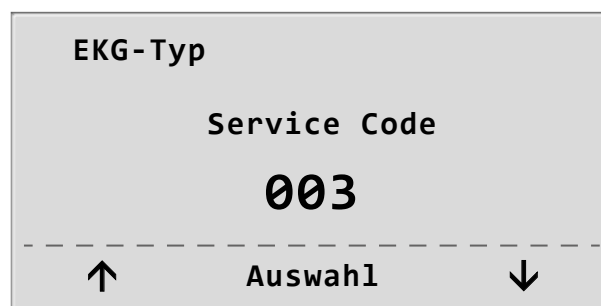 EKG-Typ
Service Code
003
↑ Auswahl ↓